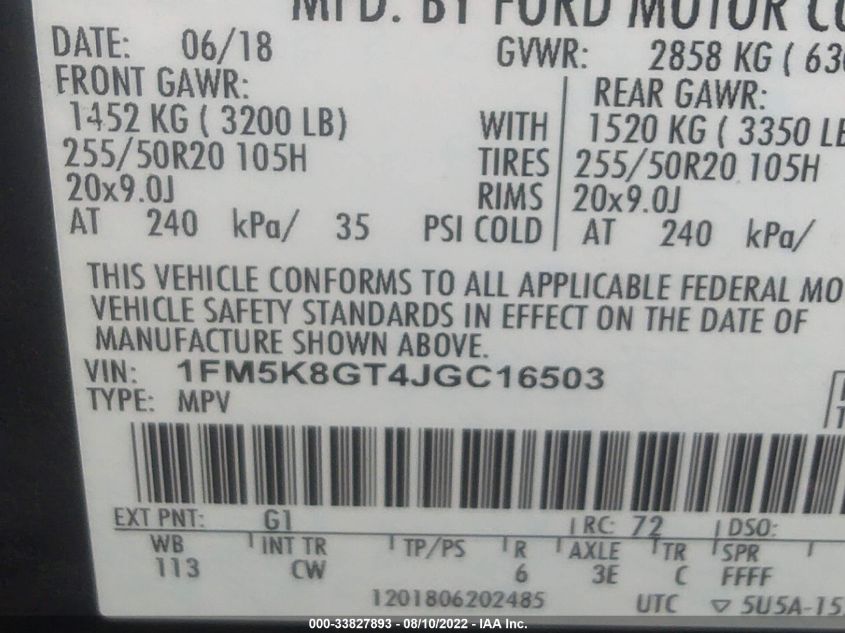 MFD. BY FORD MOTOR CO
DATE: 06/18 GVWR: 2858 KG ( 630
FRONT GAWR: REAR GAWR:
1452 KG ( 3200 LB) WITH 1520 KG ( 3350 LB
255/50R20 105H TIRES 255/50R20 105H
20x9.0J RIMS 20x9.0J
AT 240 kPa/ 35 PSI COLD AT 240 kPa/
THIS VEHICLE CONFORMS TO ALL APPLICABLE FEDERAL MO
VEHICLE SAFETY STANDARDS IN EFFECT ON THE DATE OF
MANUFACTURE SHOWN ABOVE.
VIN: 1FM5K8GT4JGC16503
TYPE: MPV
EXT PNT: G1 RC: 72 DSO:
WB INT TR TP/PS R AXLE TR SPR
113 CW 6 3E C FFFF
1201806202485 UTC ▽ 5U5A-15
000-33827893 - 08/10/2022 - IAA Inc.